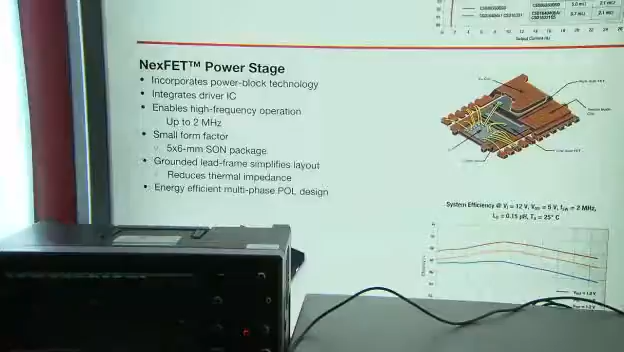 NexFET™ Power Stage
• Incorporates power-block technology
• Integrates driver IC
• Enables high-frequency operation
Up to 2 MHz
• Small form factor
5x6-mm SON package
• Grounded lead-frame simplifies layout
Reduces thermal impedance
• Energy efficient multi-phase POL design
System Efficiency @ V = 12 V, V = 5 V, f = 2 MHz,
= 0.15 µH, T = 25° C